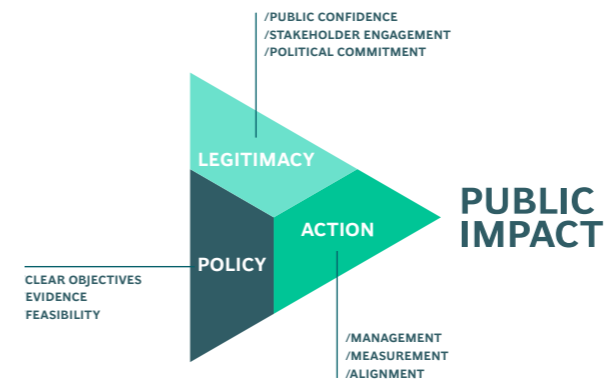 /PUBLIC CONFIDENCE
/STAKEHOLDER ENGAGEMENT
/POLITICAL COMMITMENT
LEGITIMACY
PUBLIC
IMPACT
ACTION
POLICY
CLEAR OBJECTIVES
EVIDENCE
FEASIBILITY
/MANAGEMENT
/MEASUREMENT
/ALIGNMENT